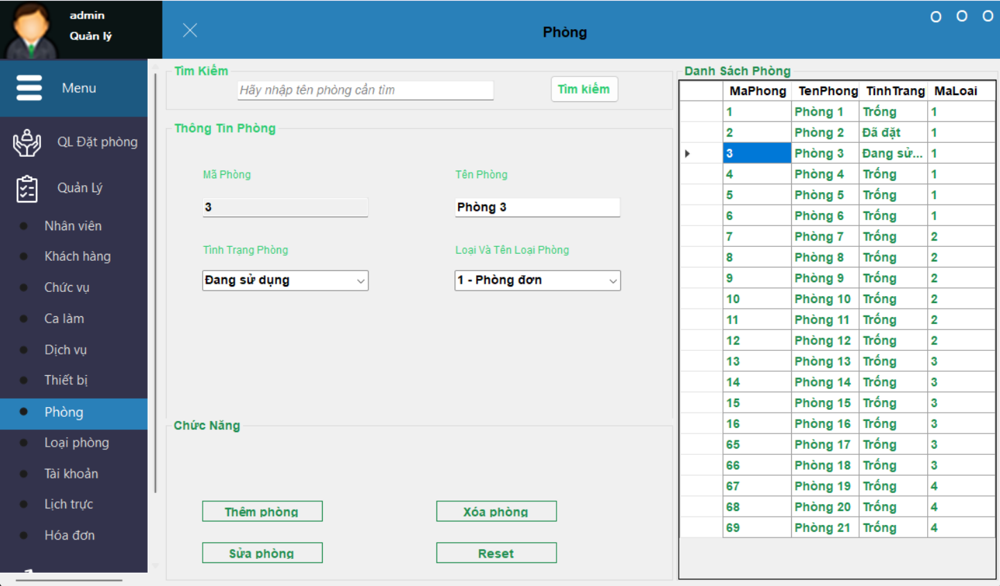 admin
Quản lý
Phòng
O O O
Menu
QL Đặt phòng
Quản Lý
Nhân viên
Khách hàng
Chức vụ
Ca làm
Dịch vụ
Thiết bị
Phòng
Loại phòng
Tài khoản
Lịch trực
Hóa đơn
Tìm Kiếm
Hãy nhập tên phòng cần tìm
Tìm kiếm
Thông Tin Phòng
Mã Phòng
Tên Phòng
3
Phòng 3
Tình Trạng Phòng
Loại Và Tên Loại Phòng
Đang sử dụng
1 - Phòng đơn
Chức Năng
Thêm phòng
Xóa phòng
Sửa phòng
Reset
Danh Sách Phòng
MaPhong TenPhong TinhTrang MaLoai
1 Phòng 1 Trống 1
2 Phòng 2 Đã đặt 1
3 Phòng 3 Đang sử... 1
4 Phòng 4 Trống 1
5 Phòng 5 Trống 1
6 Phòng 6 Trống 1
7 Phòng 7 Trống 2
8 Phòng 8 Trống 2
9 Phòng 9 Trống 2
10 Phòng 10 Trống 2
11 Phòng 11 Trống 2
12 Phòng 12 Trống 2
13 Phòng 13 Trống 3
14 Phòng 14 Trống 3
15 Phòng 15 Trống 3
16 Phòng 16 Trống 3
65 Phòng 17 Trống 3
66 Phòng 18 Trống 3
67 Phòng 19 Trống 4
68 Phòng 20 Trống 4
69 Phòng 21 Trống 4